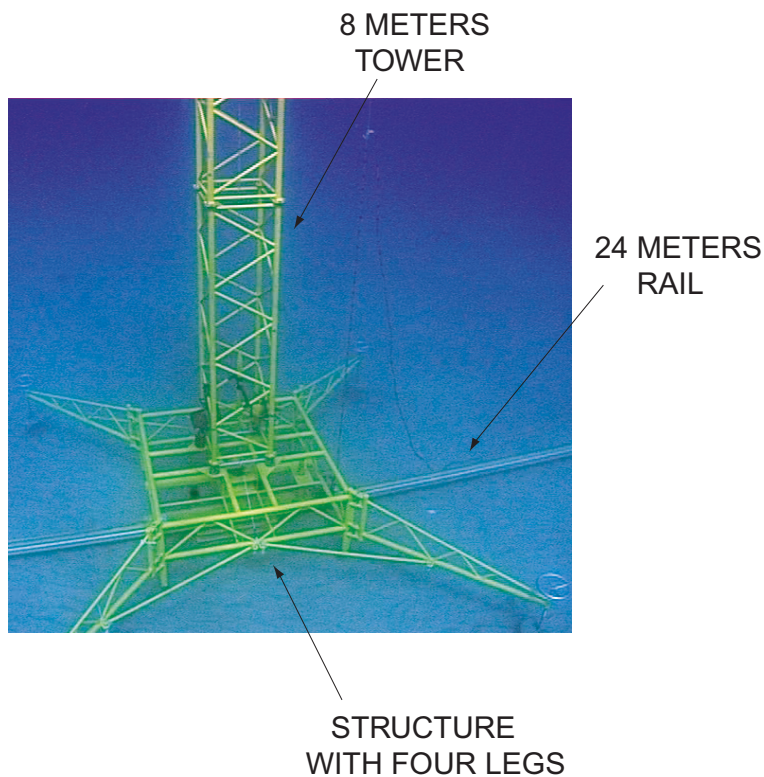 8 METERS
TOWER
24 METERS
RAIL
STRUCTURE
WITH FOUR LEGS